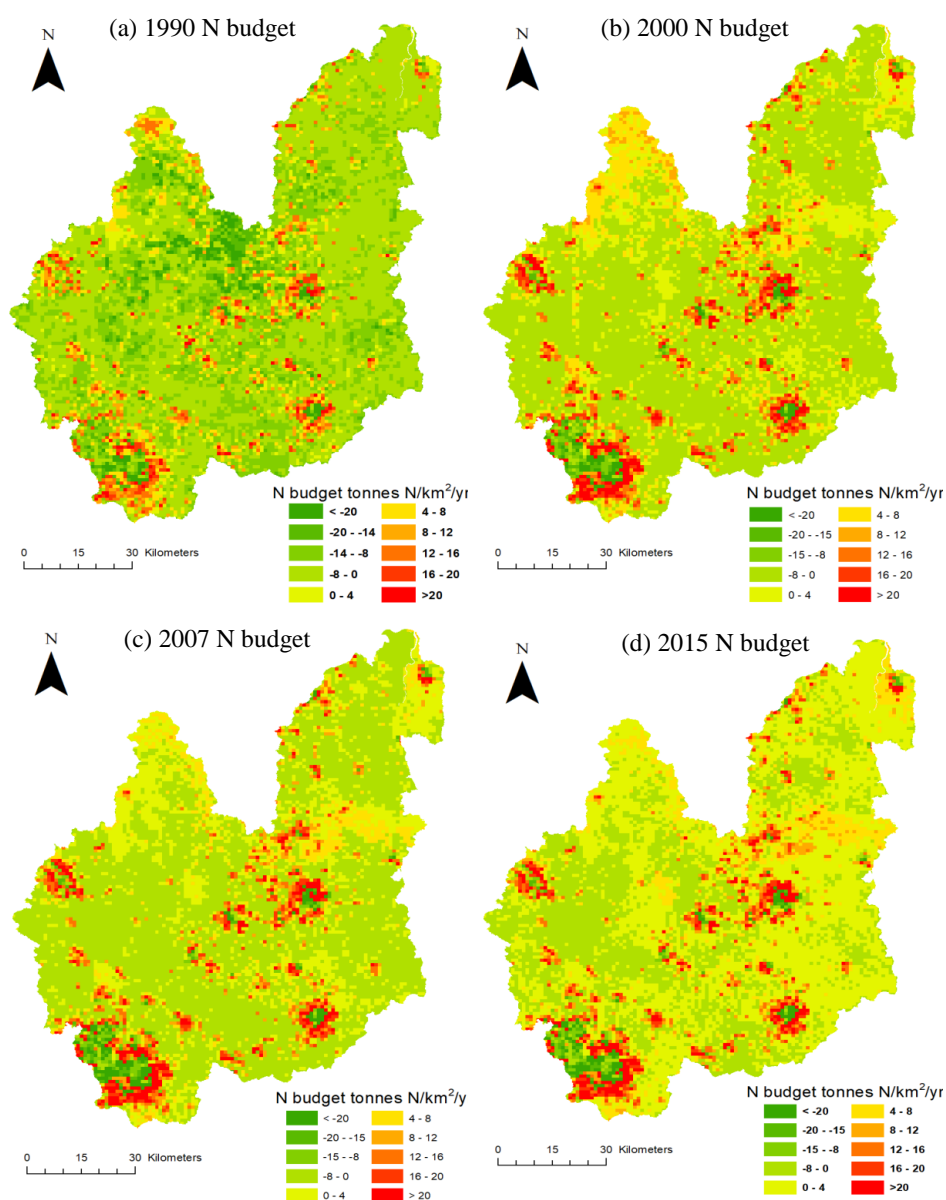 (a) 1990 N budget
N
N budget tonnes N/km²/yr
< -20
4 - 8
-20 - -14
8 - 12
-14 - -8
12 - 16
-8 - 0
16 - 20
0 - 4
>20
0 15 30 Kilometers
(b) 2000 N budget
N
N budget tonnes N/km²/yr
< -20
4 - 8
-20 - -15
8 - 12
-15 - -8
12 - 16
-8 - 0
16 - 20
0 - 4
> 20
0 15 30 Kilometers
(c) 2007 N budget
N
N budget tonnes N/km²/y
< -20
4 - 8
-20 - -15
8 - 12
-15 - -8
12 - 16
-8 - 0
16 - 20
0 - 4
> 20
0 15 30 Kilometers
(d) 2015 N budget
N
N budget tonnes N/km²/yr
< -20
4 - 8
-20 - -15
8 - 12
-15 - -8
12 - 16
-8 - 0
16 - 20
0 - 4
>20
0 15 30 Kilometers